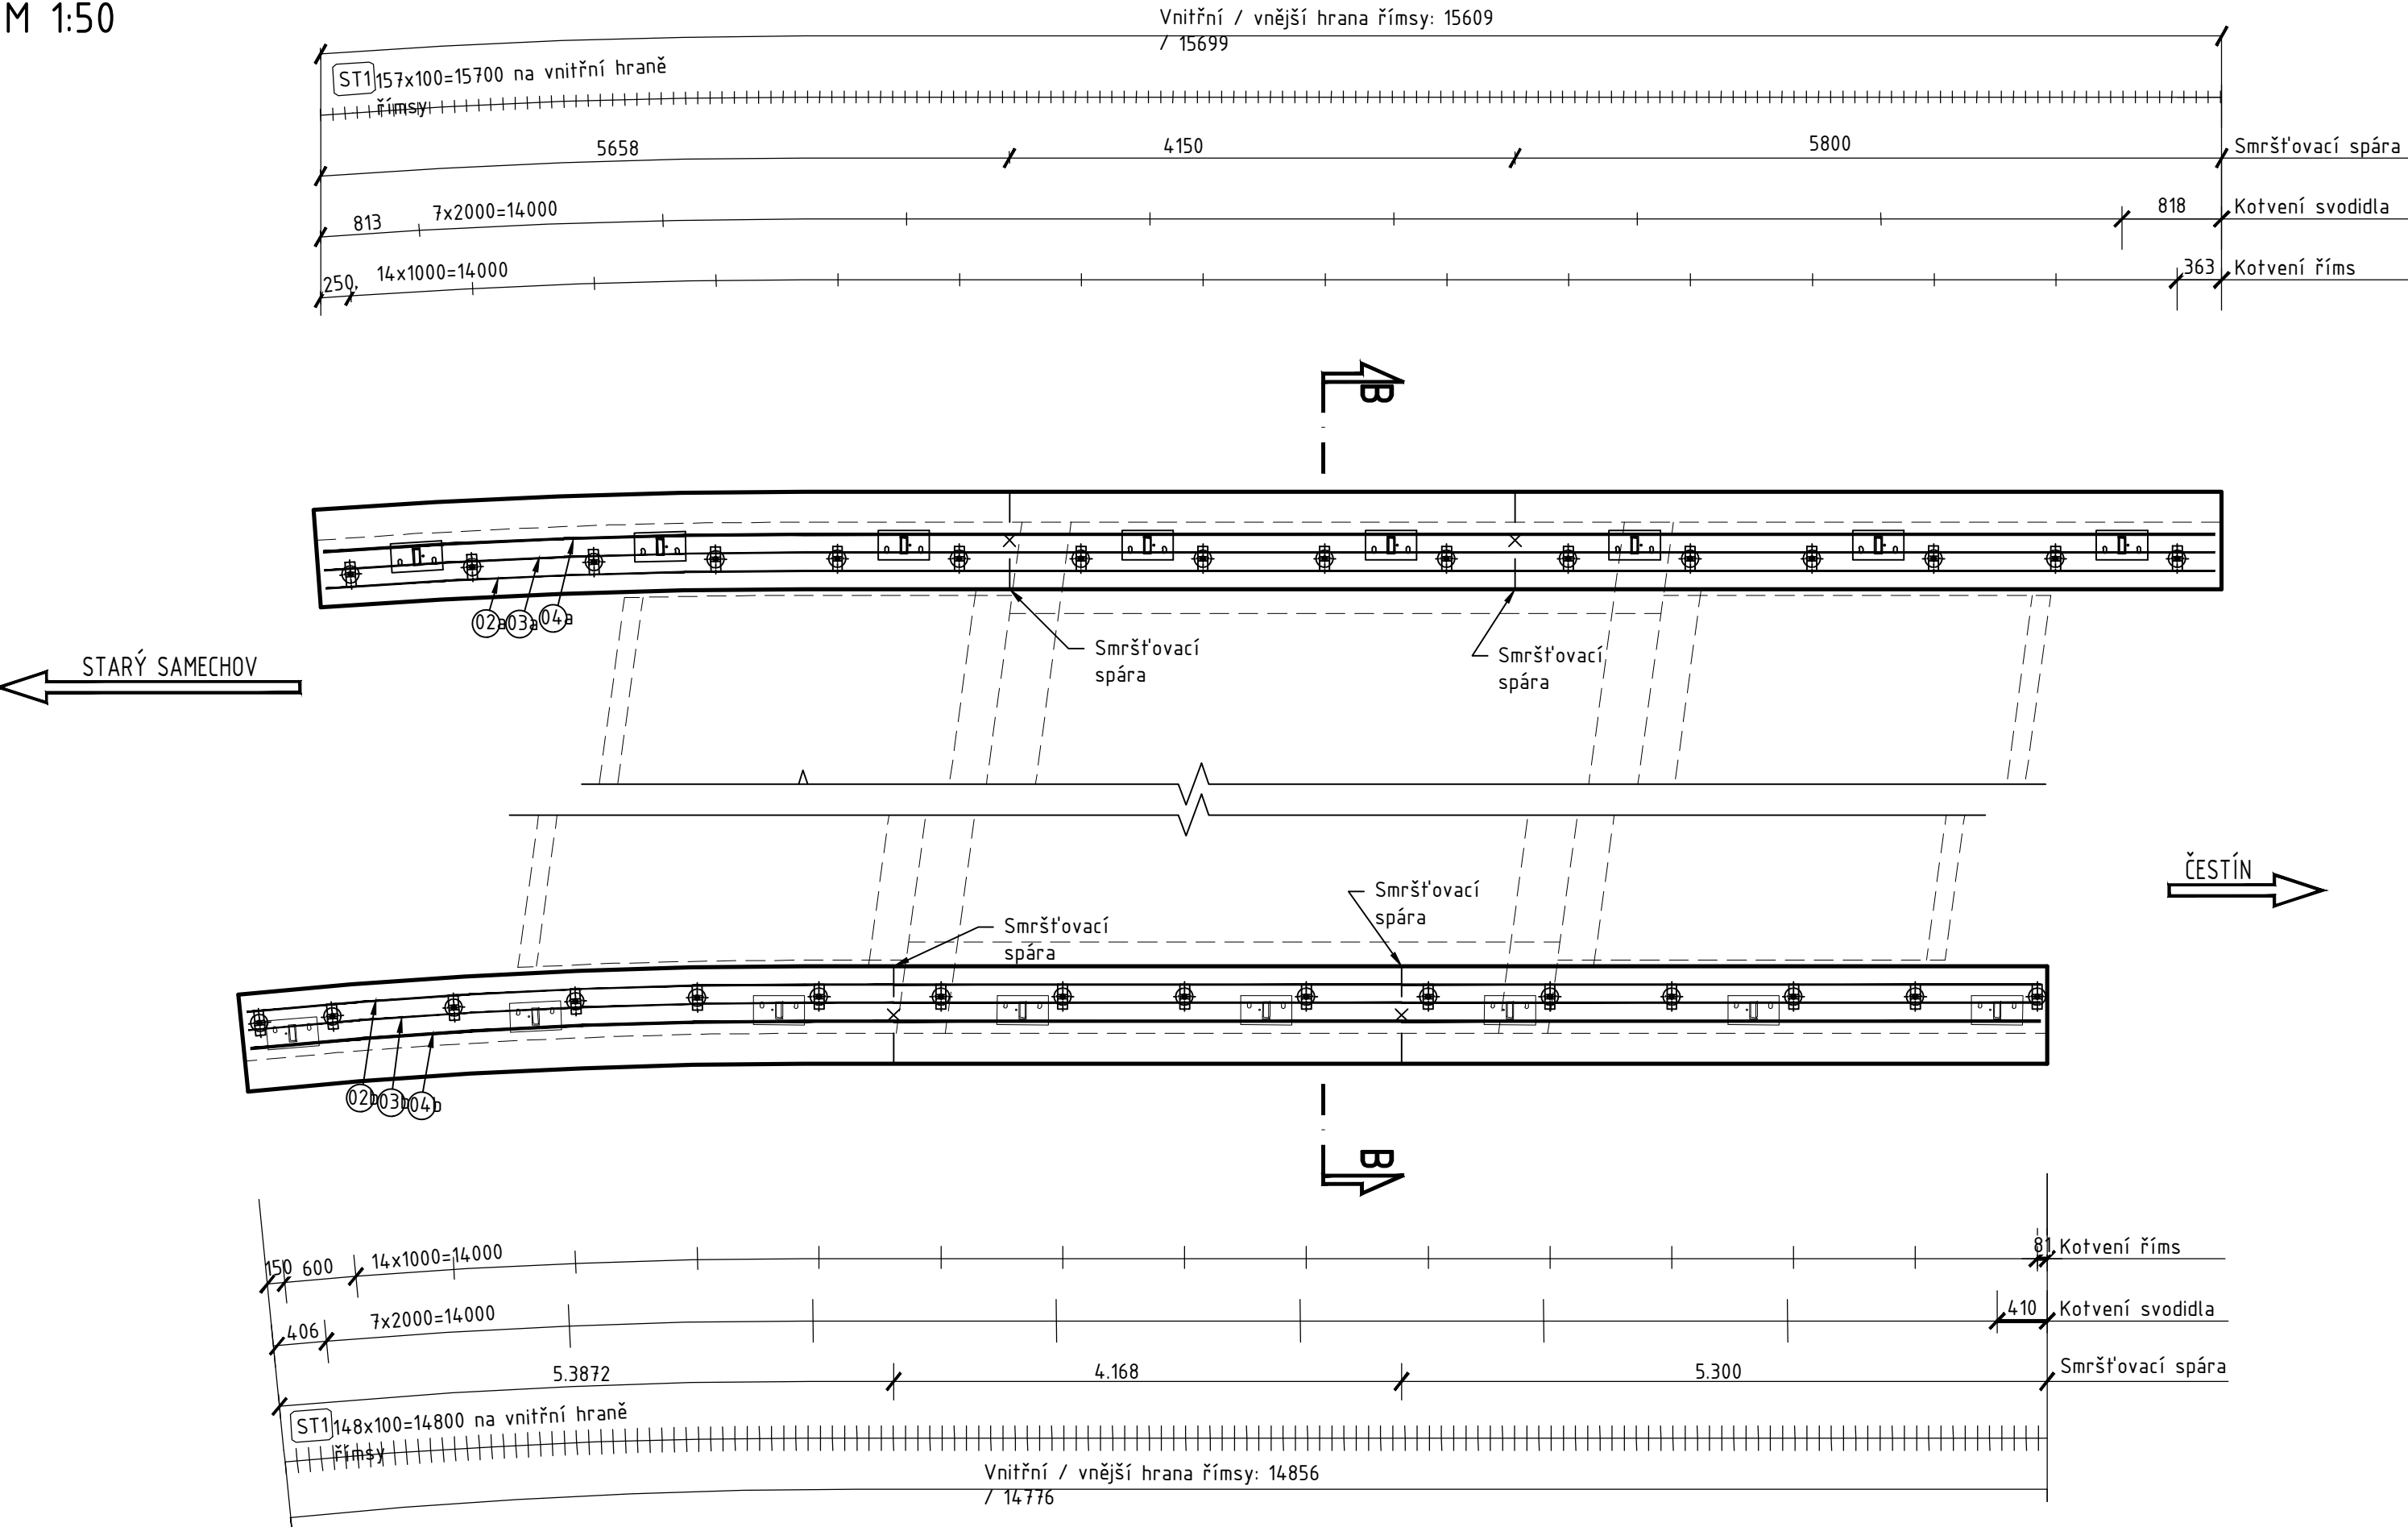 M 1:50
Vnitřní / vnější hrana římsy: 15609
/ 15699
ST1 157x100=15700 na vnitřní hraně
římsy
5658 4150 5800 Smršťovací spára
813 7x2000=14000 818 Kotvení svodidla
250 14x1000=14000 363 Kotvení říms
B
02a 03a 04a
Smršťovací
spára
Smršťovací
spára
STARÝ SAMECHOV
ČESTÍN
Smršťovací
spára
Smršťovací
spára
02b 03b 04b
B
150 600 14x1000=14000 81 Kotvení říms
406 7x2000=14000 410 Kotvení svodidla
5.3872 4.168 5.300 Smršťovací spára
ST1 148x100=14800 na vnitřní hraně
římsy
Vnitřní / vnější hrana římsy: 14856
/ 14776